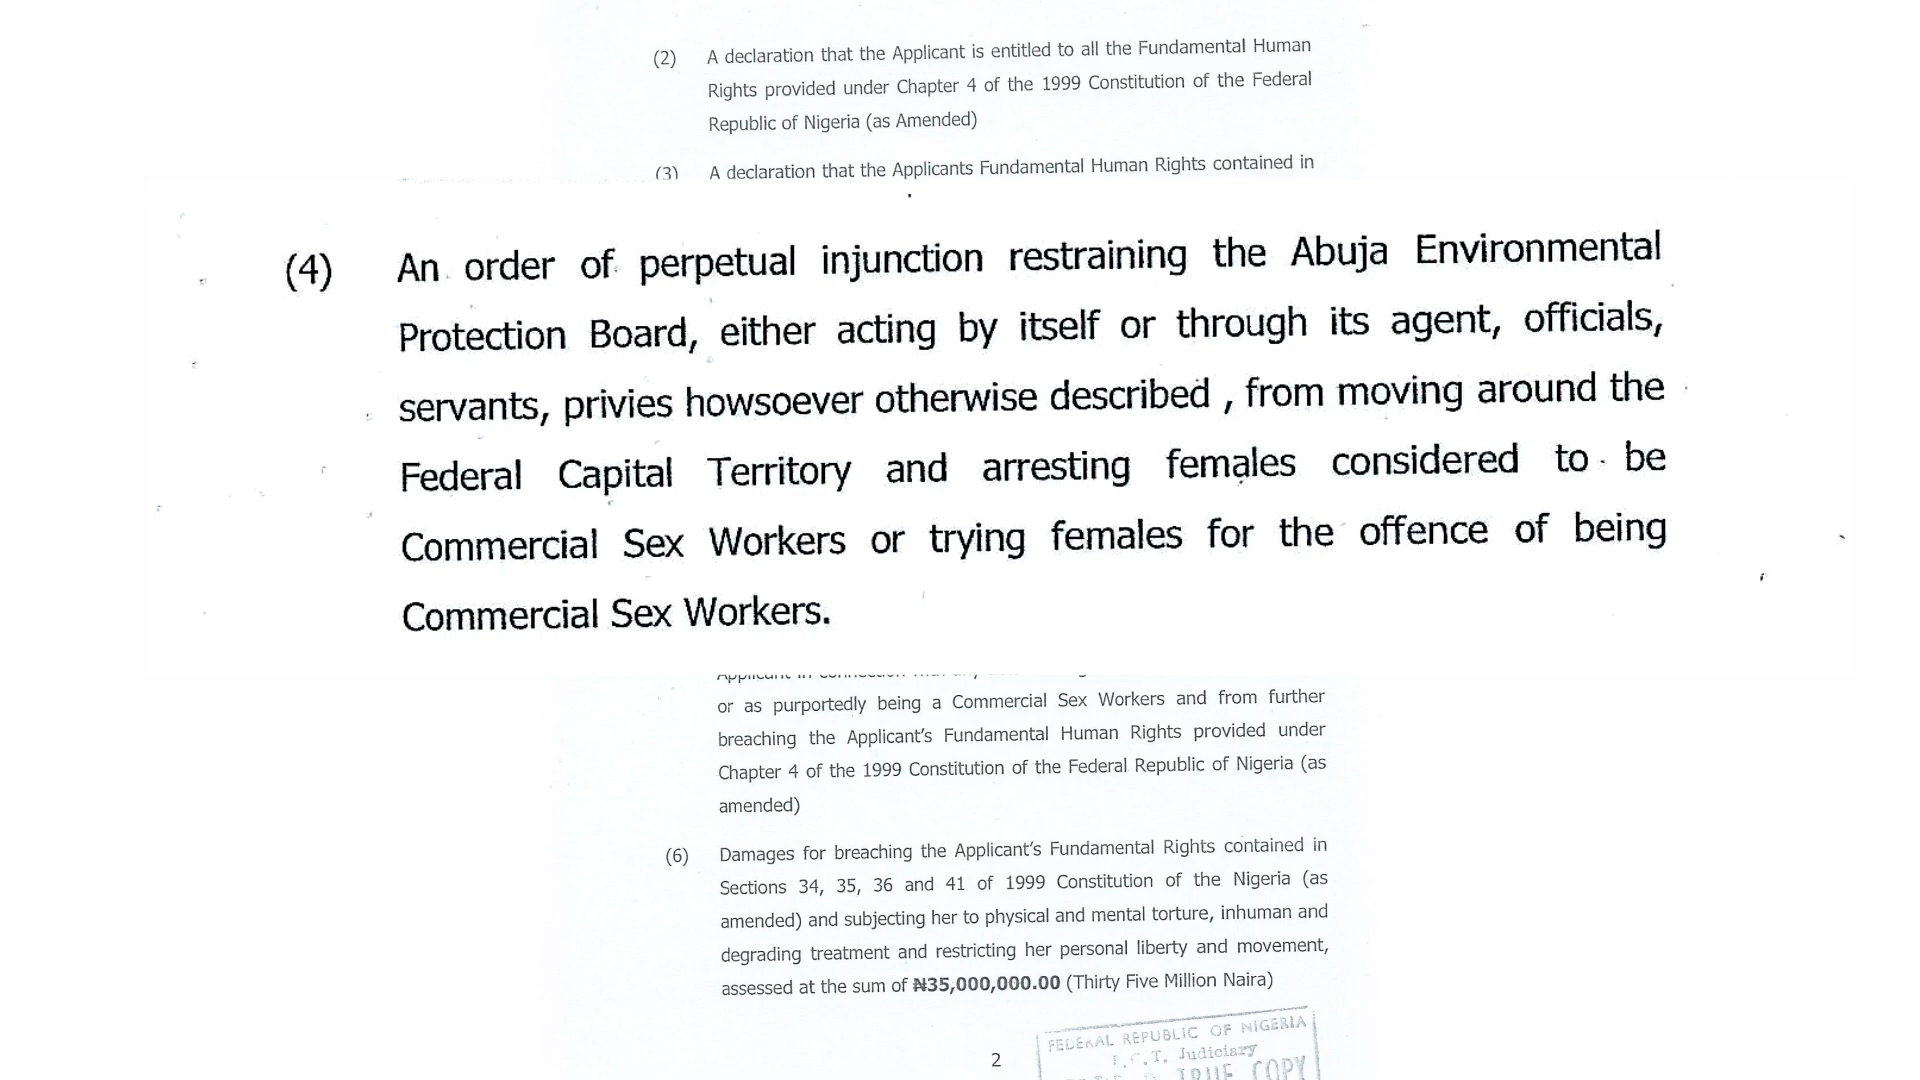 (2) A declaration that the Applicant is entitled to all the Fundamental Human
Rights provided under Chapter 4 of the 1999 Constitution of the Federal
Republic of Nigeria (as Amended)
(3) A declaration that the Applicants Fundamental Human Rights contained in
(4) An order of perpetual injunction restraining the Abuja Environmental
Protection Board, either acting by itself or through its agent, officials,
servants, privies howsoever otherwise described , from moving around the
Federal Capital Territory and arresting females considered to be
Commercial Sex Workers or trying females for the offence of being
Commercial Sex Workers.
or as purportedly being a Commercial Sex Workers and from further
breaching the Applicant's Fundamental Human Rights provided under
Chapter 4 of the 1999 Constitution of the Federal Republic of Nigeria (as
amended)
(6) Damages for breaching the Applicant's Fundamental Rights contained in
Sections 34, 35, 36 and 41 of 1999 Constitution of the Nigeria (as
amended) and subjecting her to physical and mental torture, inhuman and
degrading treatment and restricting her personal liberty and movement,
assessed at the sum of ₦35,000,000.00 (Thirty Five Million Naira)
2
FEDERAL REPUBLIC OF NIGERIA
Judiciary
TRUE COPY